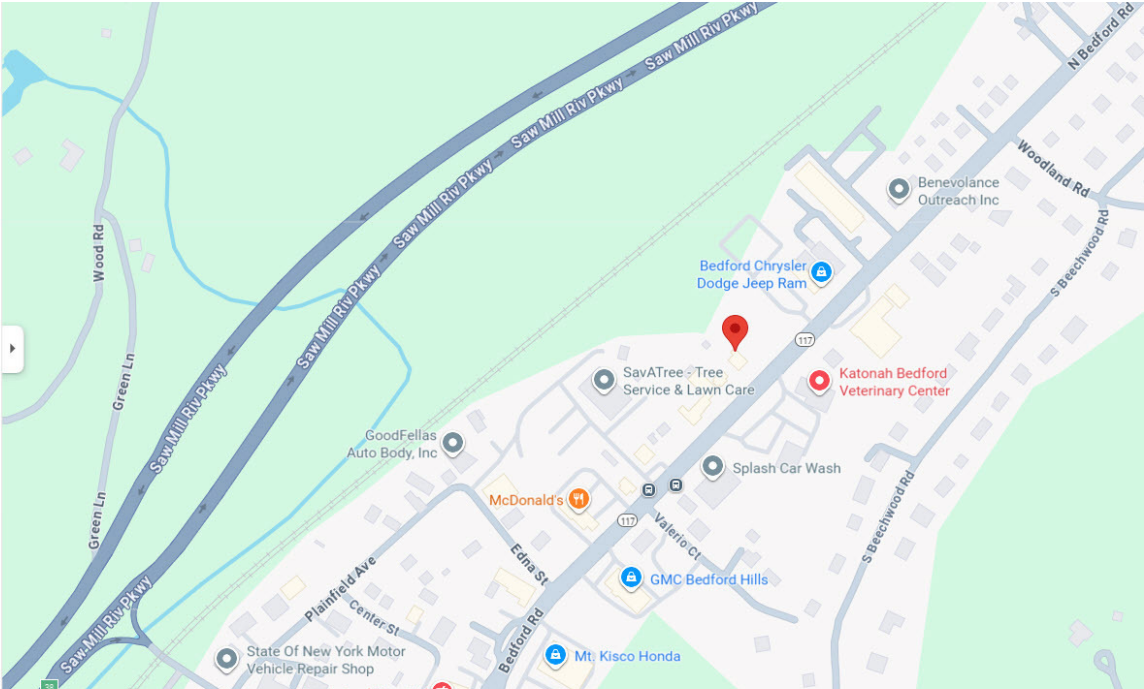 Saw Mill Riv Pkwy
Saw Mill Riv Pkwy
N Bedford Rd
Woodland Rd
Benevolance
Outreach Inc
Saw Mill Riv Pkwy
S Beechwood Rd
Wood Rd
Bedford Chrysler
Dodge Jeep Ram
Saw Mill Riv Pkwy
117
SavATree - Tree
Service & Lawn Care
Katonah Bedford
Veterinary Center
Green Ln
Saw Mill Riv Pkwy
GoodFellas
Auto Body, Inc
Splash Car Wash
McDonald's
Green Ln
117
Valerio Ct
S Beechwood Rd
Edna St
GMC Bedford Hills
Plainfield Ave
Center St
Saw Mill Riv Pkwy
Bedford Rd
State Of New York Motor
Vehicle Repair Shop
Mt. Kisco Honda